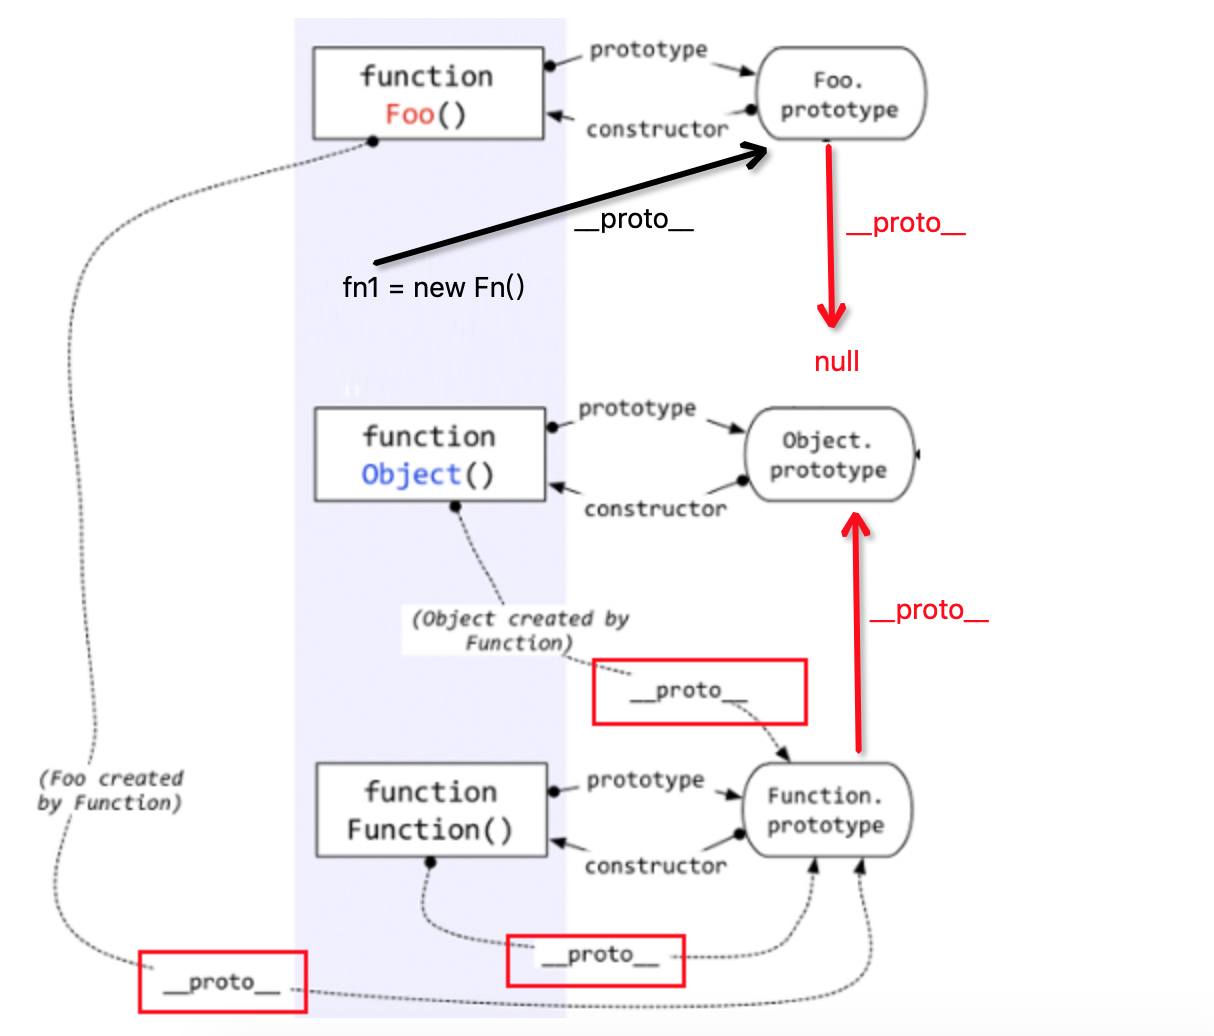 function
Foo()
prototype
constructor
Foo.
prototype
__proto__
__proto__
fn1 = new Fn()
null
function
Object()
prototype
constructor
Object.
prototype
(Object created by
Function)
__proto__
__proto__
(Foo created
by Function)
function
Function()
prototype
constructor
Function.
prototype
__proto__
__proto__